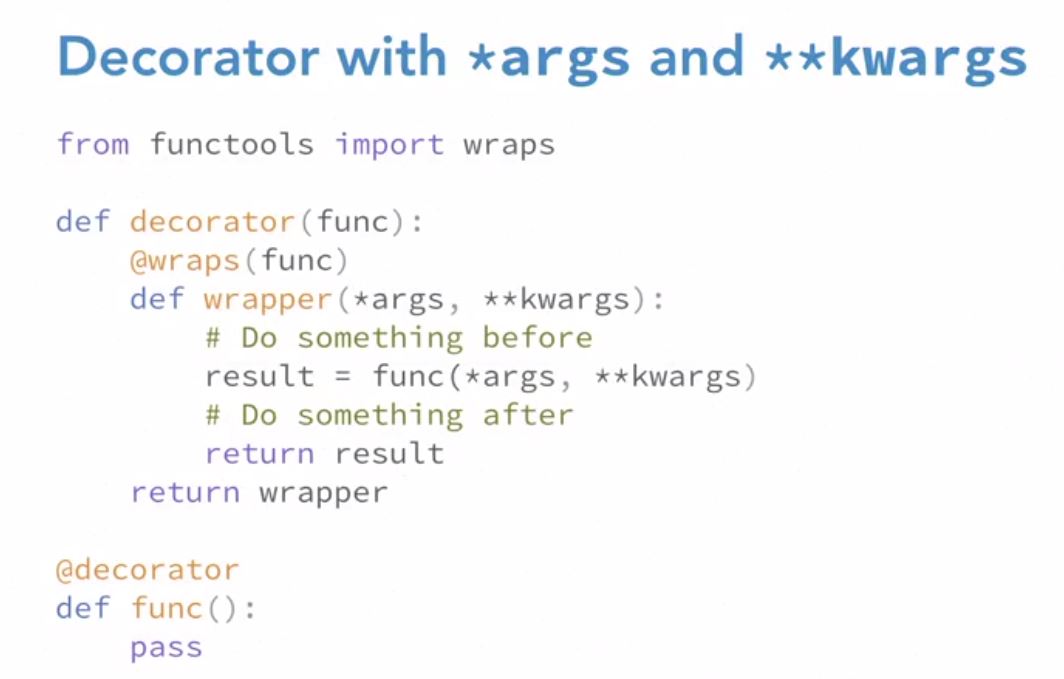 Decorator with *args and **kwargs
from functools import wraps
def decorator(func):
    @wraps(func)
    def wrapper(*args, **kwargs):
        # Do something before
        result = func(*args, **kwargs)
        # Do something after
        return result
    return wrapper
@decorator
def func():
    pass